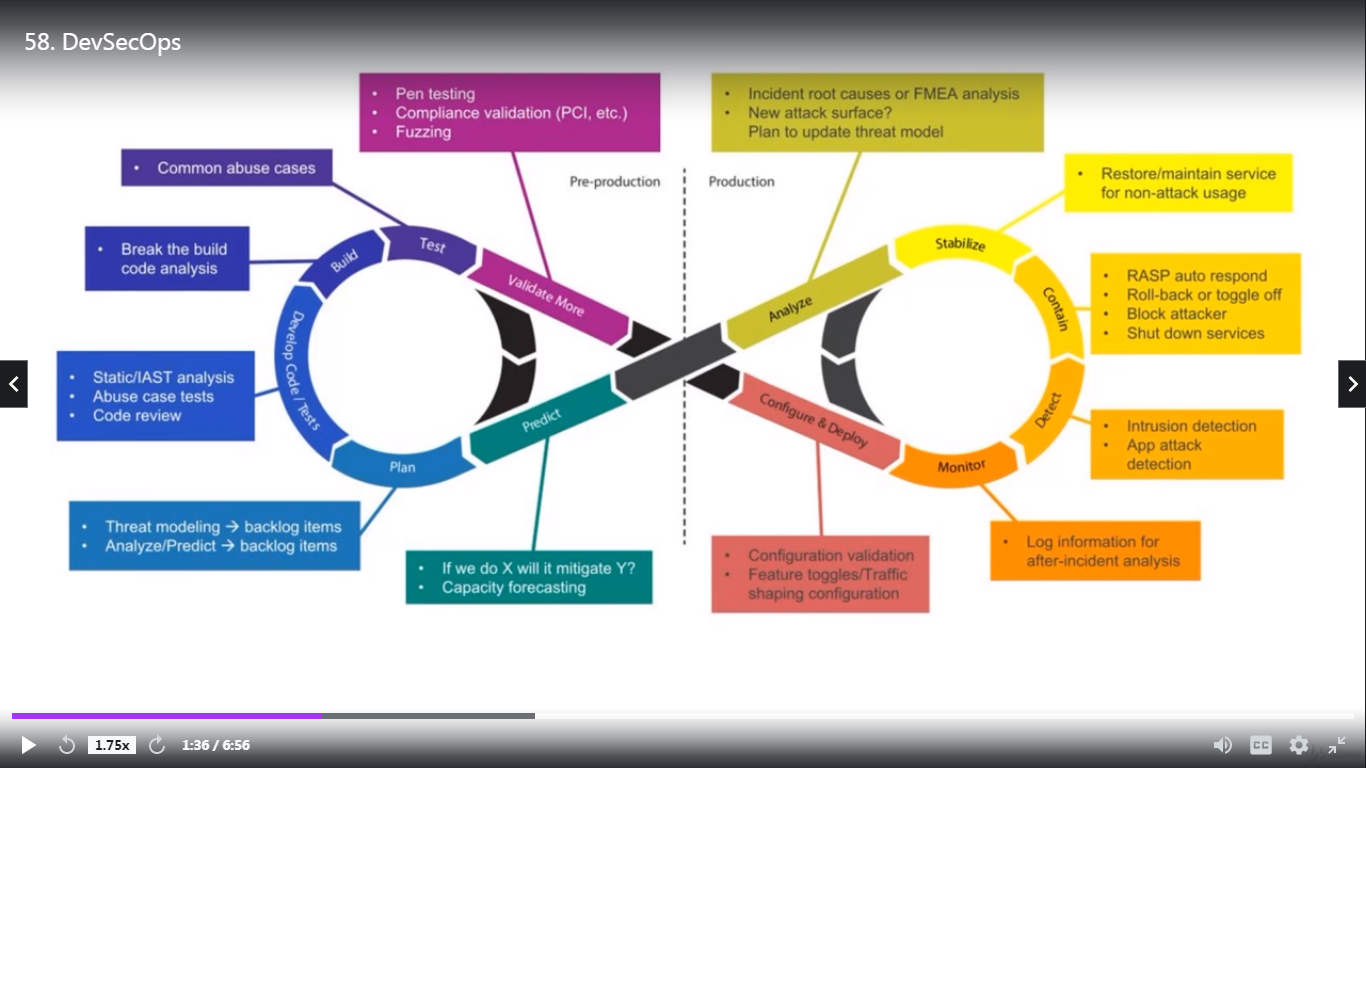 58. DevSecOps
• Pen testing
• Compliance validation (PCI, etc.)
• Fuzzing
• Incident root causes or FMEA analysis
• New attack surface?
Plan to update threat model
• Common abuse cases
Pre-production
Production
• Restore/maintain service
for non-attack usage
• Break the build
code analysis
Build
Test
Validate More
Analyze
Stabilize
Contain
• RASP auto respond
• Roll-back or toggle off
• Block attacker
• Shut down services
Develop Code / Tests
• Static/IAST analysis
• Abuse case tests
• Code review
Plan
Predict
Configure & Deploy
Monitor
Detect
• Intrusion detection
• App attack
detection
• Threat modeling → backlog items
• Analyze/Predict → backlog items
• If we do X will it mitigate Y?
• Capacity forecasting
• Configuration validation
• Feature toggles/Traffic
shaping configuration
• Log information for
after-incident analysis
1.75x
1:36 / 6:56
CC